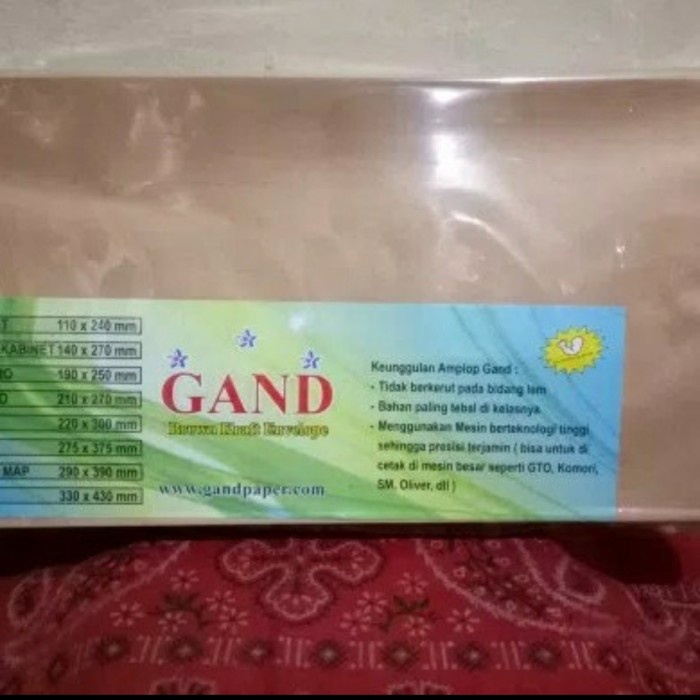 110 x 240 mm
KABINET 140 x 270 mm
190 x 250 mm
210 x 270 mm
220 x 300 mm
275 x 375 mm
MAP 290 x 390 mm
330 x 430 mm
GAND
Brown Kraft Envelope
www.gandpaper.com
Keunggulan Amplop Gand :
- Tidak berkerut pada bidang lem
- Bahan paling tebal di kelasnya
- Menggunakan Mesin berteknologi tinggi
sehingga presisi terjamin ( bisa untuk di
cetak di mesin besar seperti GTO, Komori,
SM, Oliver, dll )